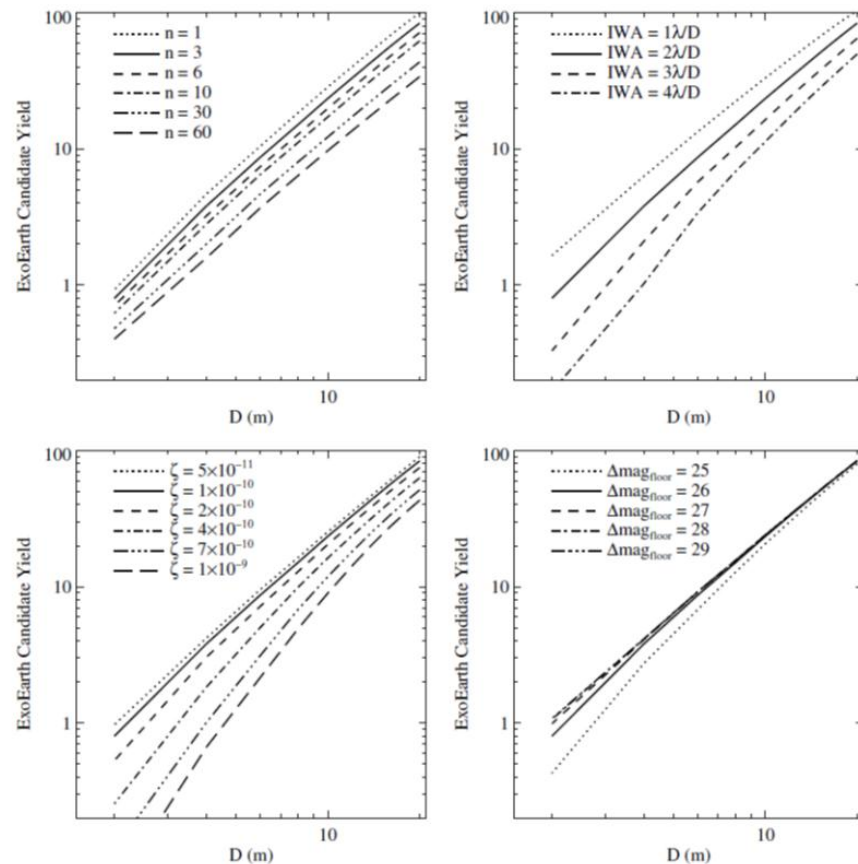 100
10
1
ExoEarth Candidate Yield
n = 1
n = 3
n = 6
n = 10
n = 30
n = 60
10
D (m)
100
10
1
ExoEarth Candidate Yield
IWA = 1λ/D
IWA = 2λ/D
IWA = 3λ/D
IWA = 4λ/D
10
D (m)
100
10
1
ExoEarth Candidate Yield
ζ = 5×10⁻¹¹
ζ = 1×10⁻¹⁰
ζ = 2×10⁻¹⁰
ζ = 4×10⁻¹⁰
ζ = 7×10⁻¹⁰
ζ = 1×10⁻⁹
10
D (m)
100
10
1
ExoEarth Candidate Yield
Δmag_floor = 25
Δmag_floor = 26
Δmag_floor = 27
Δmag_floor = 28
Δmag_floor = 29
10
D (m)